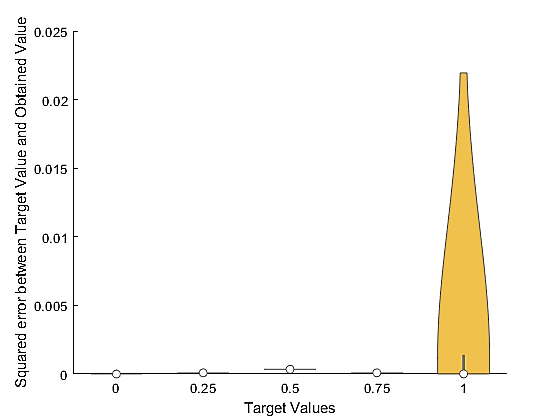 Squared error between Target Value and Obtained Value
0.025
0.02
0.015
0.01
0.005
0
0 0.25 0.5 0.75 1
Target Values